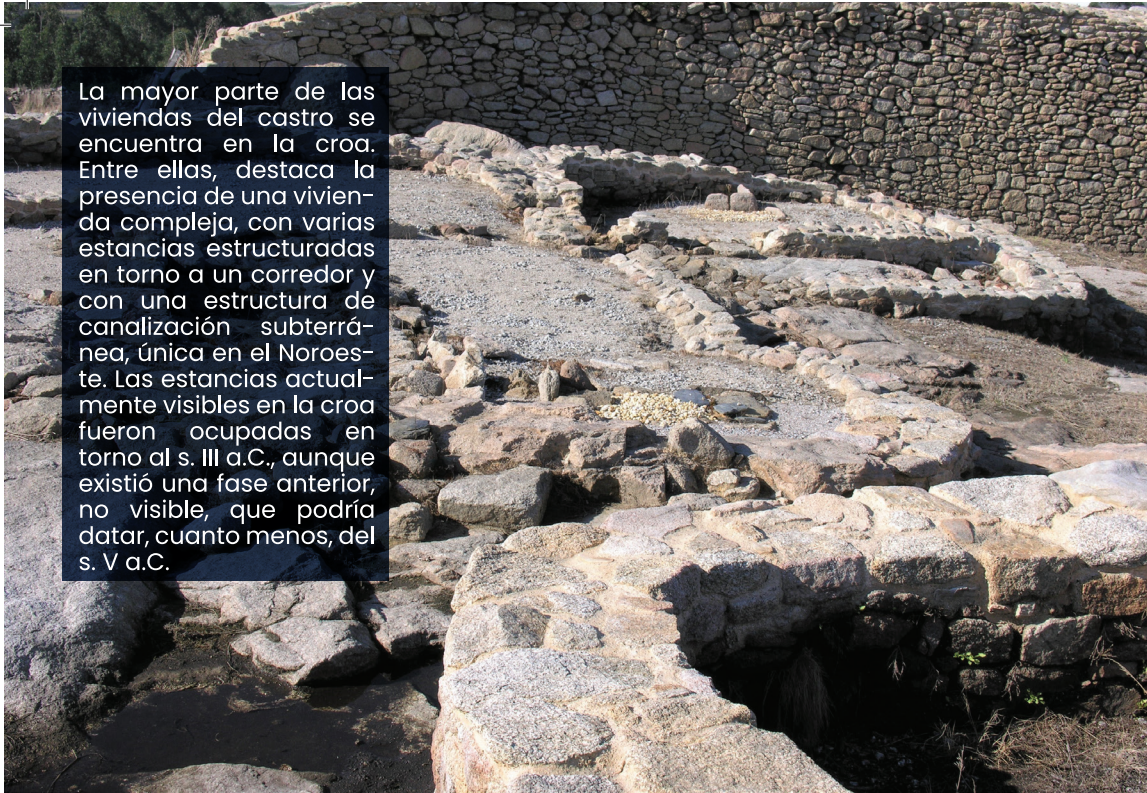 La mayor parte de las
viviendas del castro se
encuentra en la croa.
Entre ellas, destaca la
presencia de una vivien-
da compleja, con varias
estancias estructuradas
en torno a un corredor y
con una estructura de
canalización subterrá-
nea, única en el Noroes-
te. Las estancias actual-
mente visibles en la croa
fueron ocupadas en
torno al s. III a.C., aunque
existió una fase anterior,
no visible, que podría
datar, cuanto menos, del
s. V a.C.